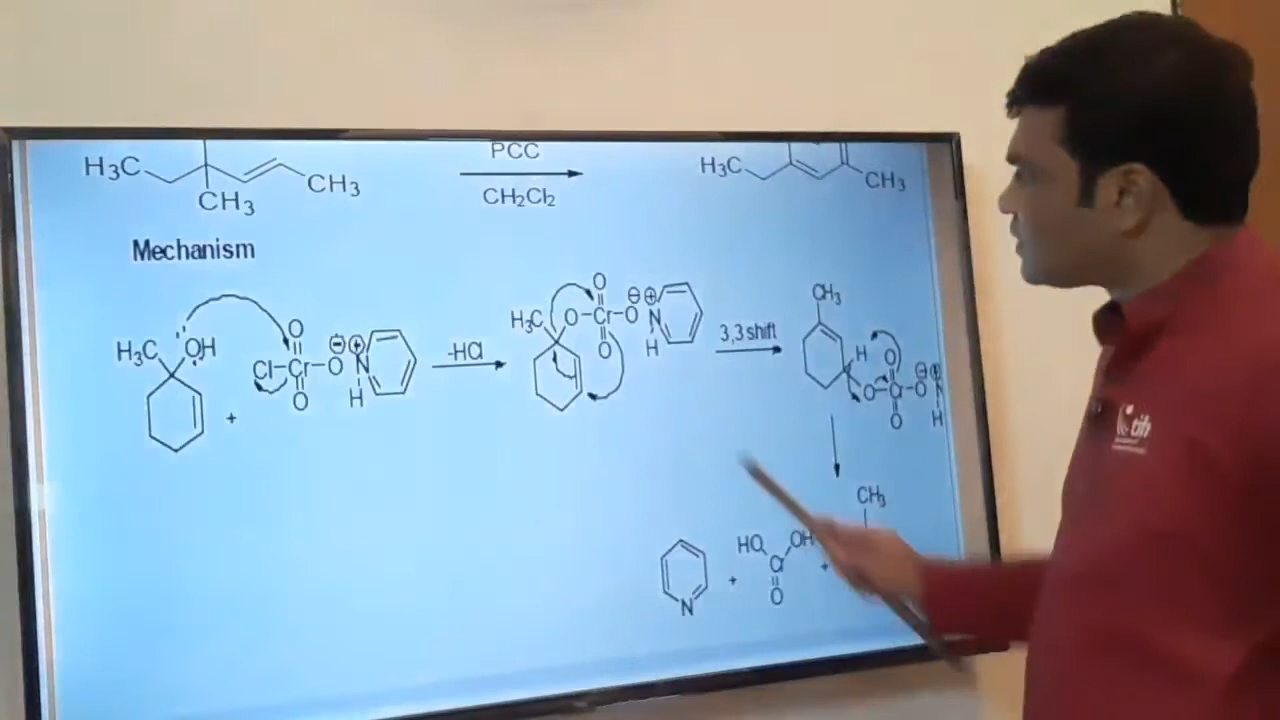 H₃C CH₃ CH₃ PCC CH₂Cl₂ H₃C CH₃
Mechanism
H₃C OH + Cl-Cr-O ⊖ ⊕ N H O O
-HCl
H₃C O-Cr-O ⊖ ⊕ N H O O
3,3 shift
CH₃ H O-Cr-O ⊖ ⊕ N H O O
N + HO OH Cr O + CH₃